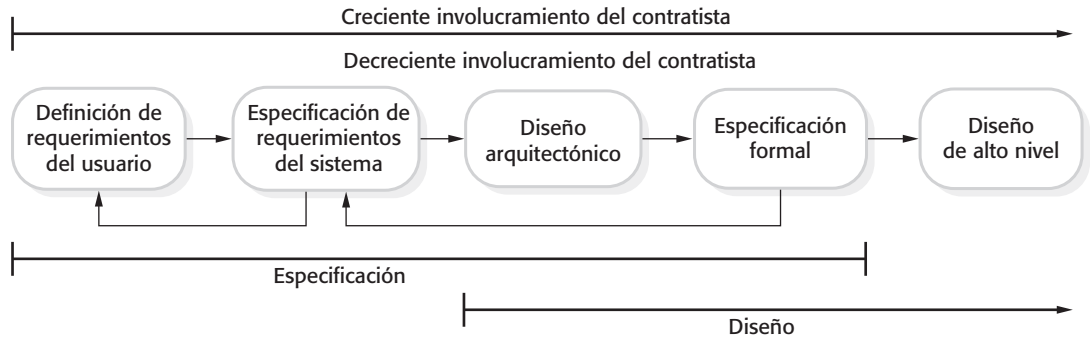 Creciente involucramiento del contratista
Decreciente involucramiento del contratista
Definición de
requerimientos
del usuario
Especificación de
requerimientos
del sistema
Diseño
arquitectónico
Especificación
formal
Diseño
de alto nivel
Especificación
Diseño